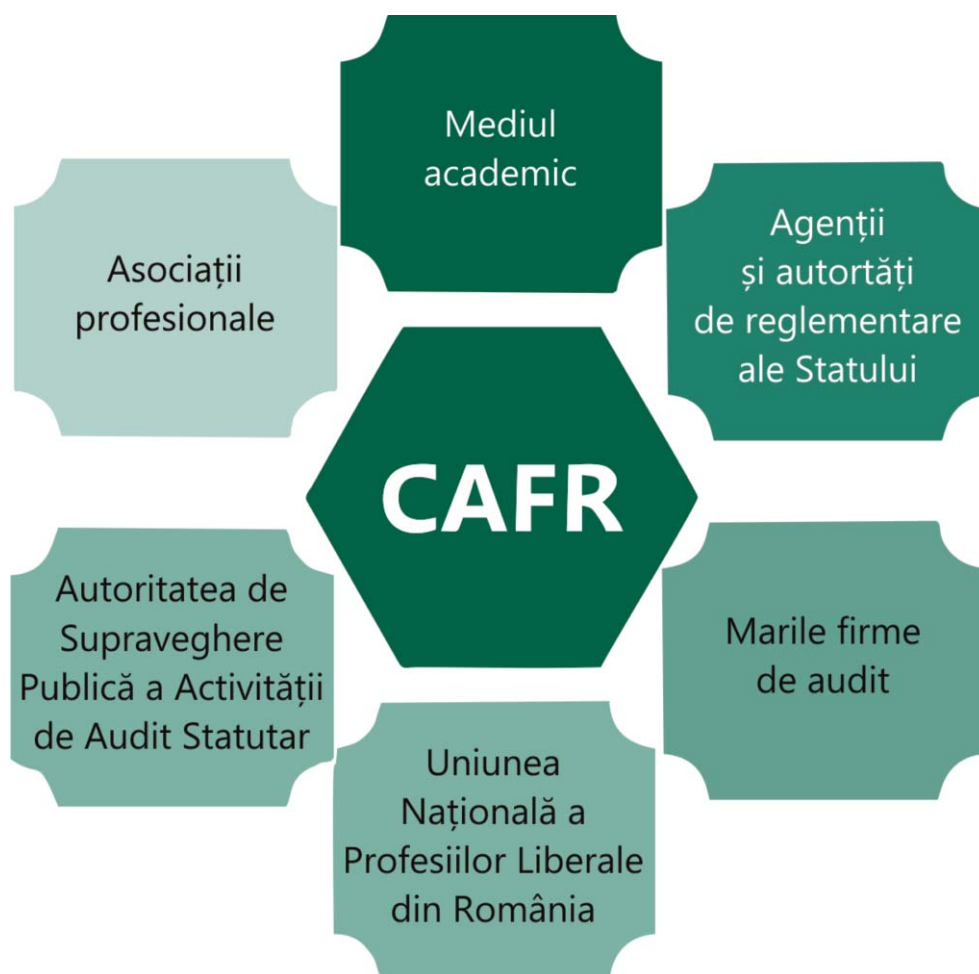 Mediul
academic
Agenții
și autortăți
de reglementare
ale Statului
Asociații
profesionale
CAFR
Marile firme
de audit
Autoritatea de
Supraveghere
Publică a Activității
de Audit Statutar
Uniunea
Națională a
Profesiilor Liberale
din România